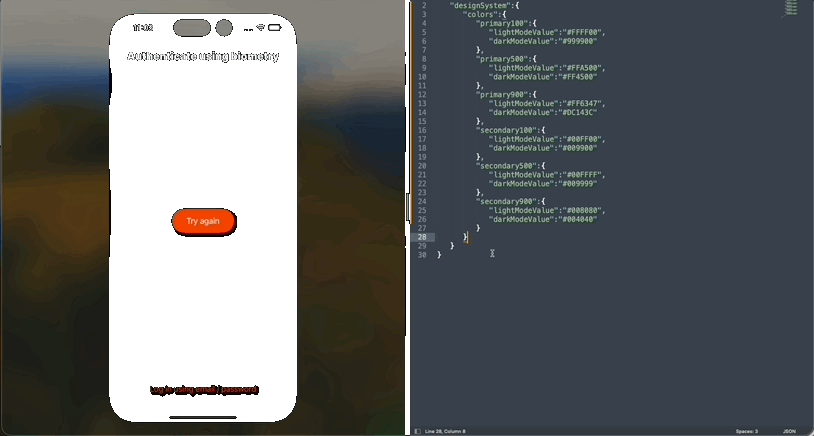 11:03
Authenticate using biometry
Try again
Log in using email / password
2 "designSystem":{
3 "colors":{
4 "primary100":{
5 "lightModeValue":"#FFFF00",
6 "darkModeValue":"#999900"
7 },
8 "primary500":{
9 "lightModeValue":"#FFA500",
10 "darkModeValue":"#FF4500"
11 },
12 "primary900":{
13 "lightModeValue":"#FF6347",
14 "darkModeValue":"#DC143C"
15 },
16 "secondary100":{
17 "lightModeValue":"#00FF00",
18 "darkModeValue":"#009900"
19 },
20 "secondary500":{
21 "lightModeValue":"#00FFFF",
22 "darkModeValue":"#009999"
23 },
24 "secondary900":{
25 "lightModeValue":"#008080",
26 "darkModeValue":"#004040"
27 }
28 }
29 }
30 }
Line 28, Column 8
Spaces: 3
JSON